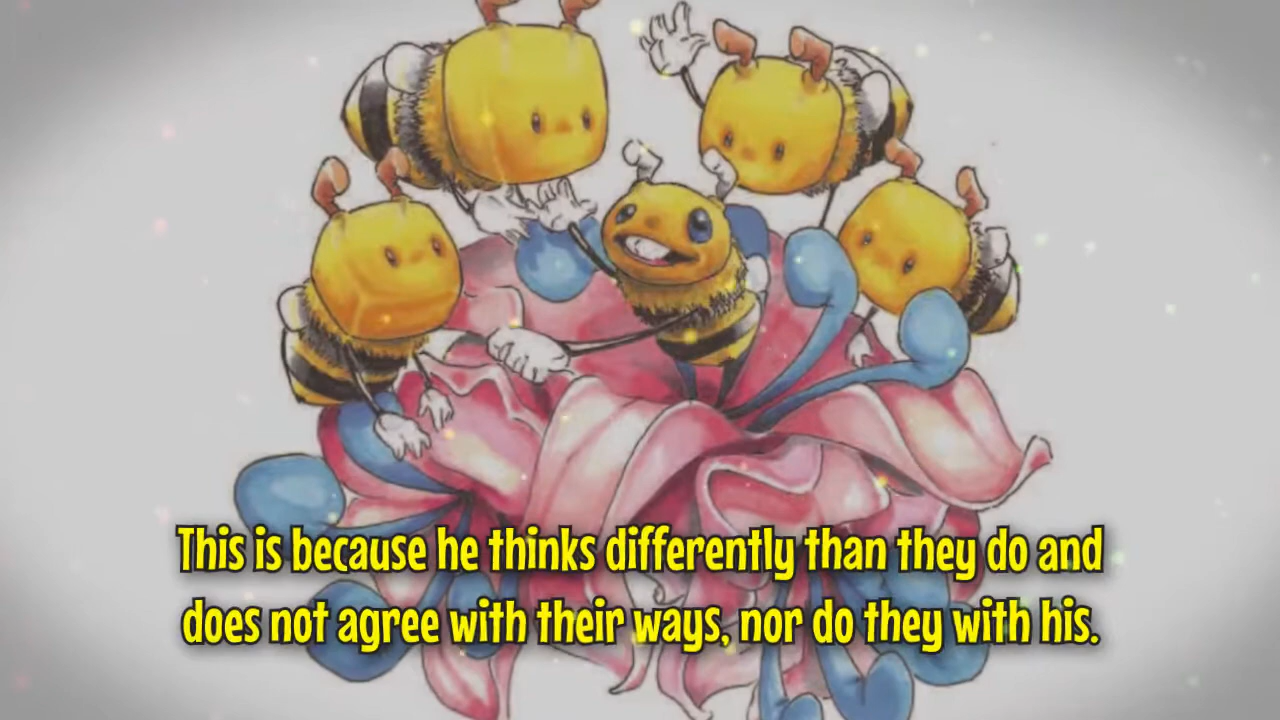 This is because he thinks differently than they do and
does not agree with their ways, nor do they with his.